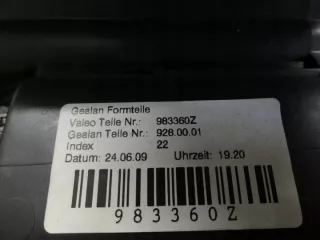 Gealan Formteile
Valeo Teile Nr.: 983360Z
Gealan Teile Nr.: 928.00.01
Index 22
Datum: 24.06.09 Uhrzeit: 19.20
983360Z